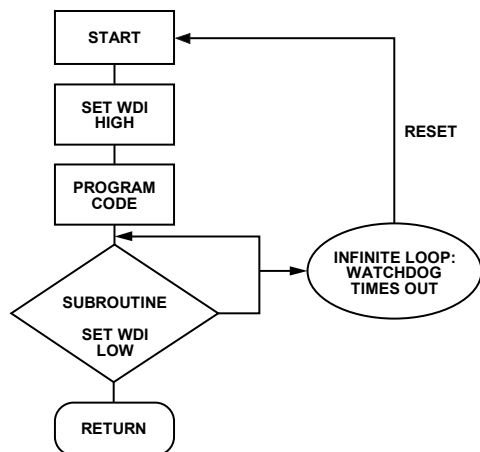 START
SET WDI
HIGH
PROGRAM
CODE
SUBROUTINE
SET WDI
LOW
RETURN
RESET
INFINITE LOOP:
WATCHDOG
TIMES OUT